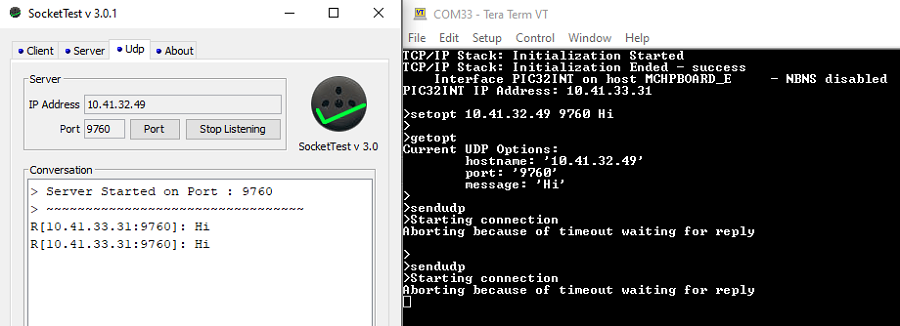 SocketTest v 3.0.1
Client
Server
Udp
About
Server
IP Address
10.41.32.49
Port
9760
Port
Stop Listening
SocketTest v 3.0
Conversation
> Server Started on Port : 9760
> ~~~~~~~~~~~~~~~~~~~~~~~~~~~~~~~~~
R[10.41.33.31:9760]: Hi
R[10.41.33.31:9760]: Hi
VT
COM33 - Tera Term VT
File Edit Setup Control Window Help
TCP/IP Stack: Initialization Started
TCP/IP Stack: Initialization Ended - success
Interface PIC32INT on host MCHPBOARD_E - NBNS disabled
PIC32INT IP Address: 10.41.33.31
>setopt 10.41.32.49 9760 Hi
>
>getopt
Current UDP Options:
hostname: '10.41.32.49'
port: '9760'
message: 'Hi'
>
>sendudp
>Starting connection
Aborting because of timeout waiting for reply
>
>sendudp
>Starting connection
Aborting because of timeout waiting for reply